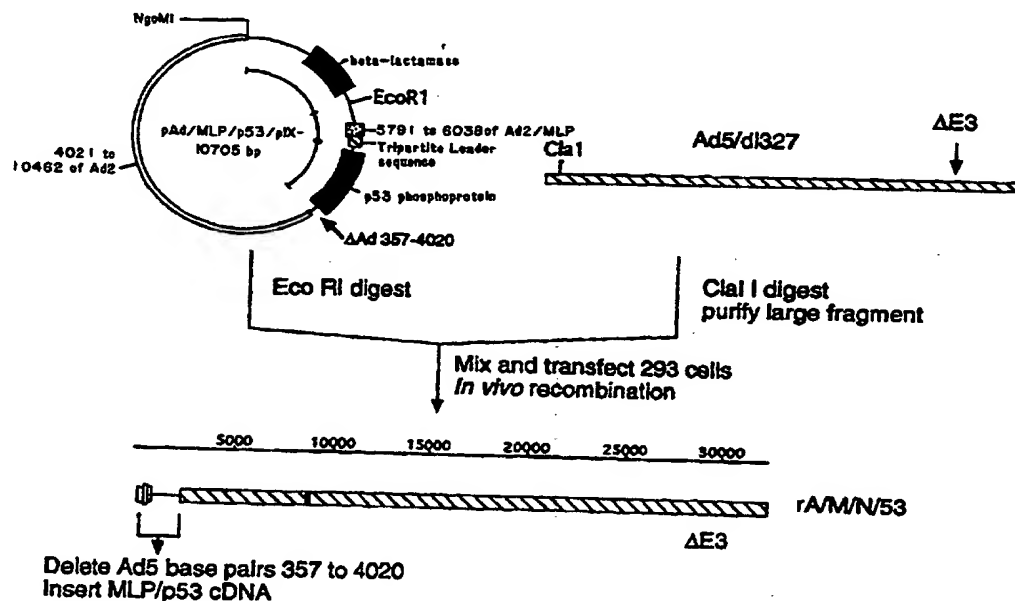 NgoMI
beta-lactamase
EcoR1
5791 to 6038of Ad2/MLP
Tripartite Leader
sequence
p53 phosphoprotein
ΔAd 357-4020
pAd/MLP/p53/pIX-
10705 bp
4021 to
10462 of Ad2
Cla1
Ad5/dl327
ΔE3
Eco RI digest
Clal I digest
purify large fragment
Mix and transfect 293 cells
In vivo recombination
5000 10000 15000 20000 25000 30000
rA/M/N/53
ΔE3
Delete Ad5 base pairs 357 to 4020
Insert MLP/p53 cDNA